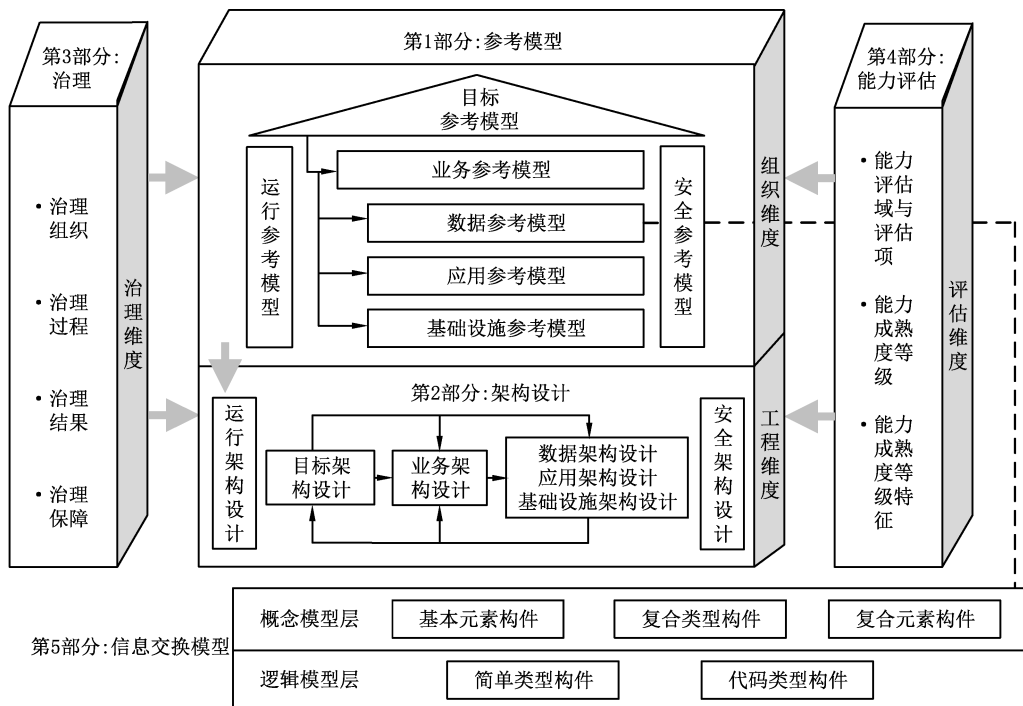 第3部分:
治理
• 治理
组织
• 治理
过程
• 治理
结果
• 治理
保障
治理维度
第1部分:参考模型
目标
参考模型
运行参考模型
业务参考模型
数据参考模型
应用参考模型
基础设施参考模型
安全参考模型
组织维度
第2部分:架构设计
运行架构设计
目标架
构设计
业务架
构设计
数据架构设计
应用架构设计
基础设施架构设计
安全架构设计
工程维度
第4部分:
能力评估
• 能力
评估
域与
评估
项
• 能力
成熟
度等
级
• 能力
成熟
度等
级特
征
评估维度
第5部分:信息交换模型
概念模型层
基本元素构件
复合类型构件
复合元素构件
逻辑模型层
简单类型构件
代码类型构件